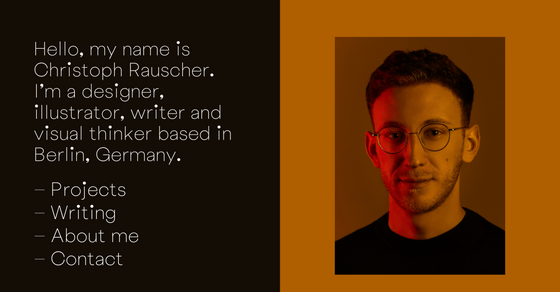 Hello, my name is
Christoph Rauscher.
I'm a designer,
illustrator, writer and
visual thinker based in
Berlin, Germany.
– Projects
– Writing
– About me
– Contact